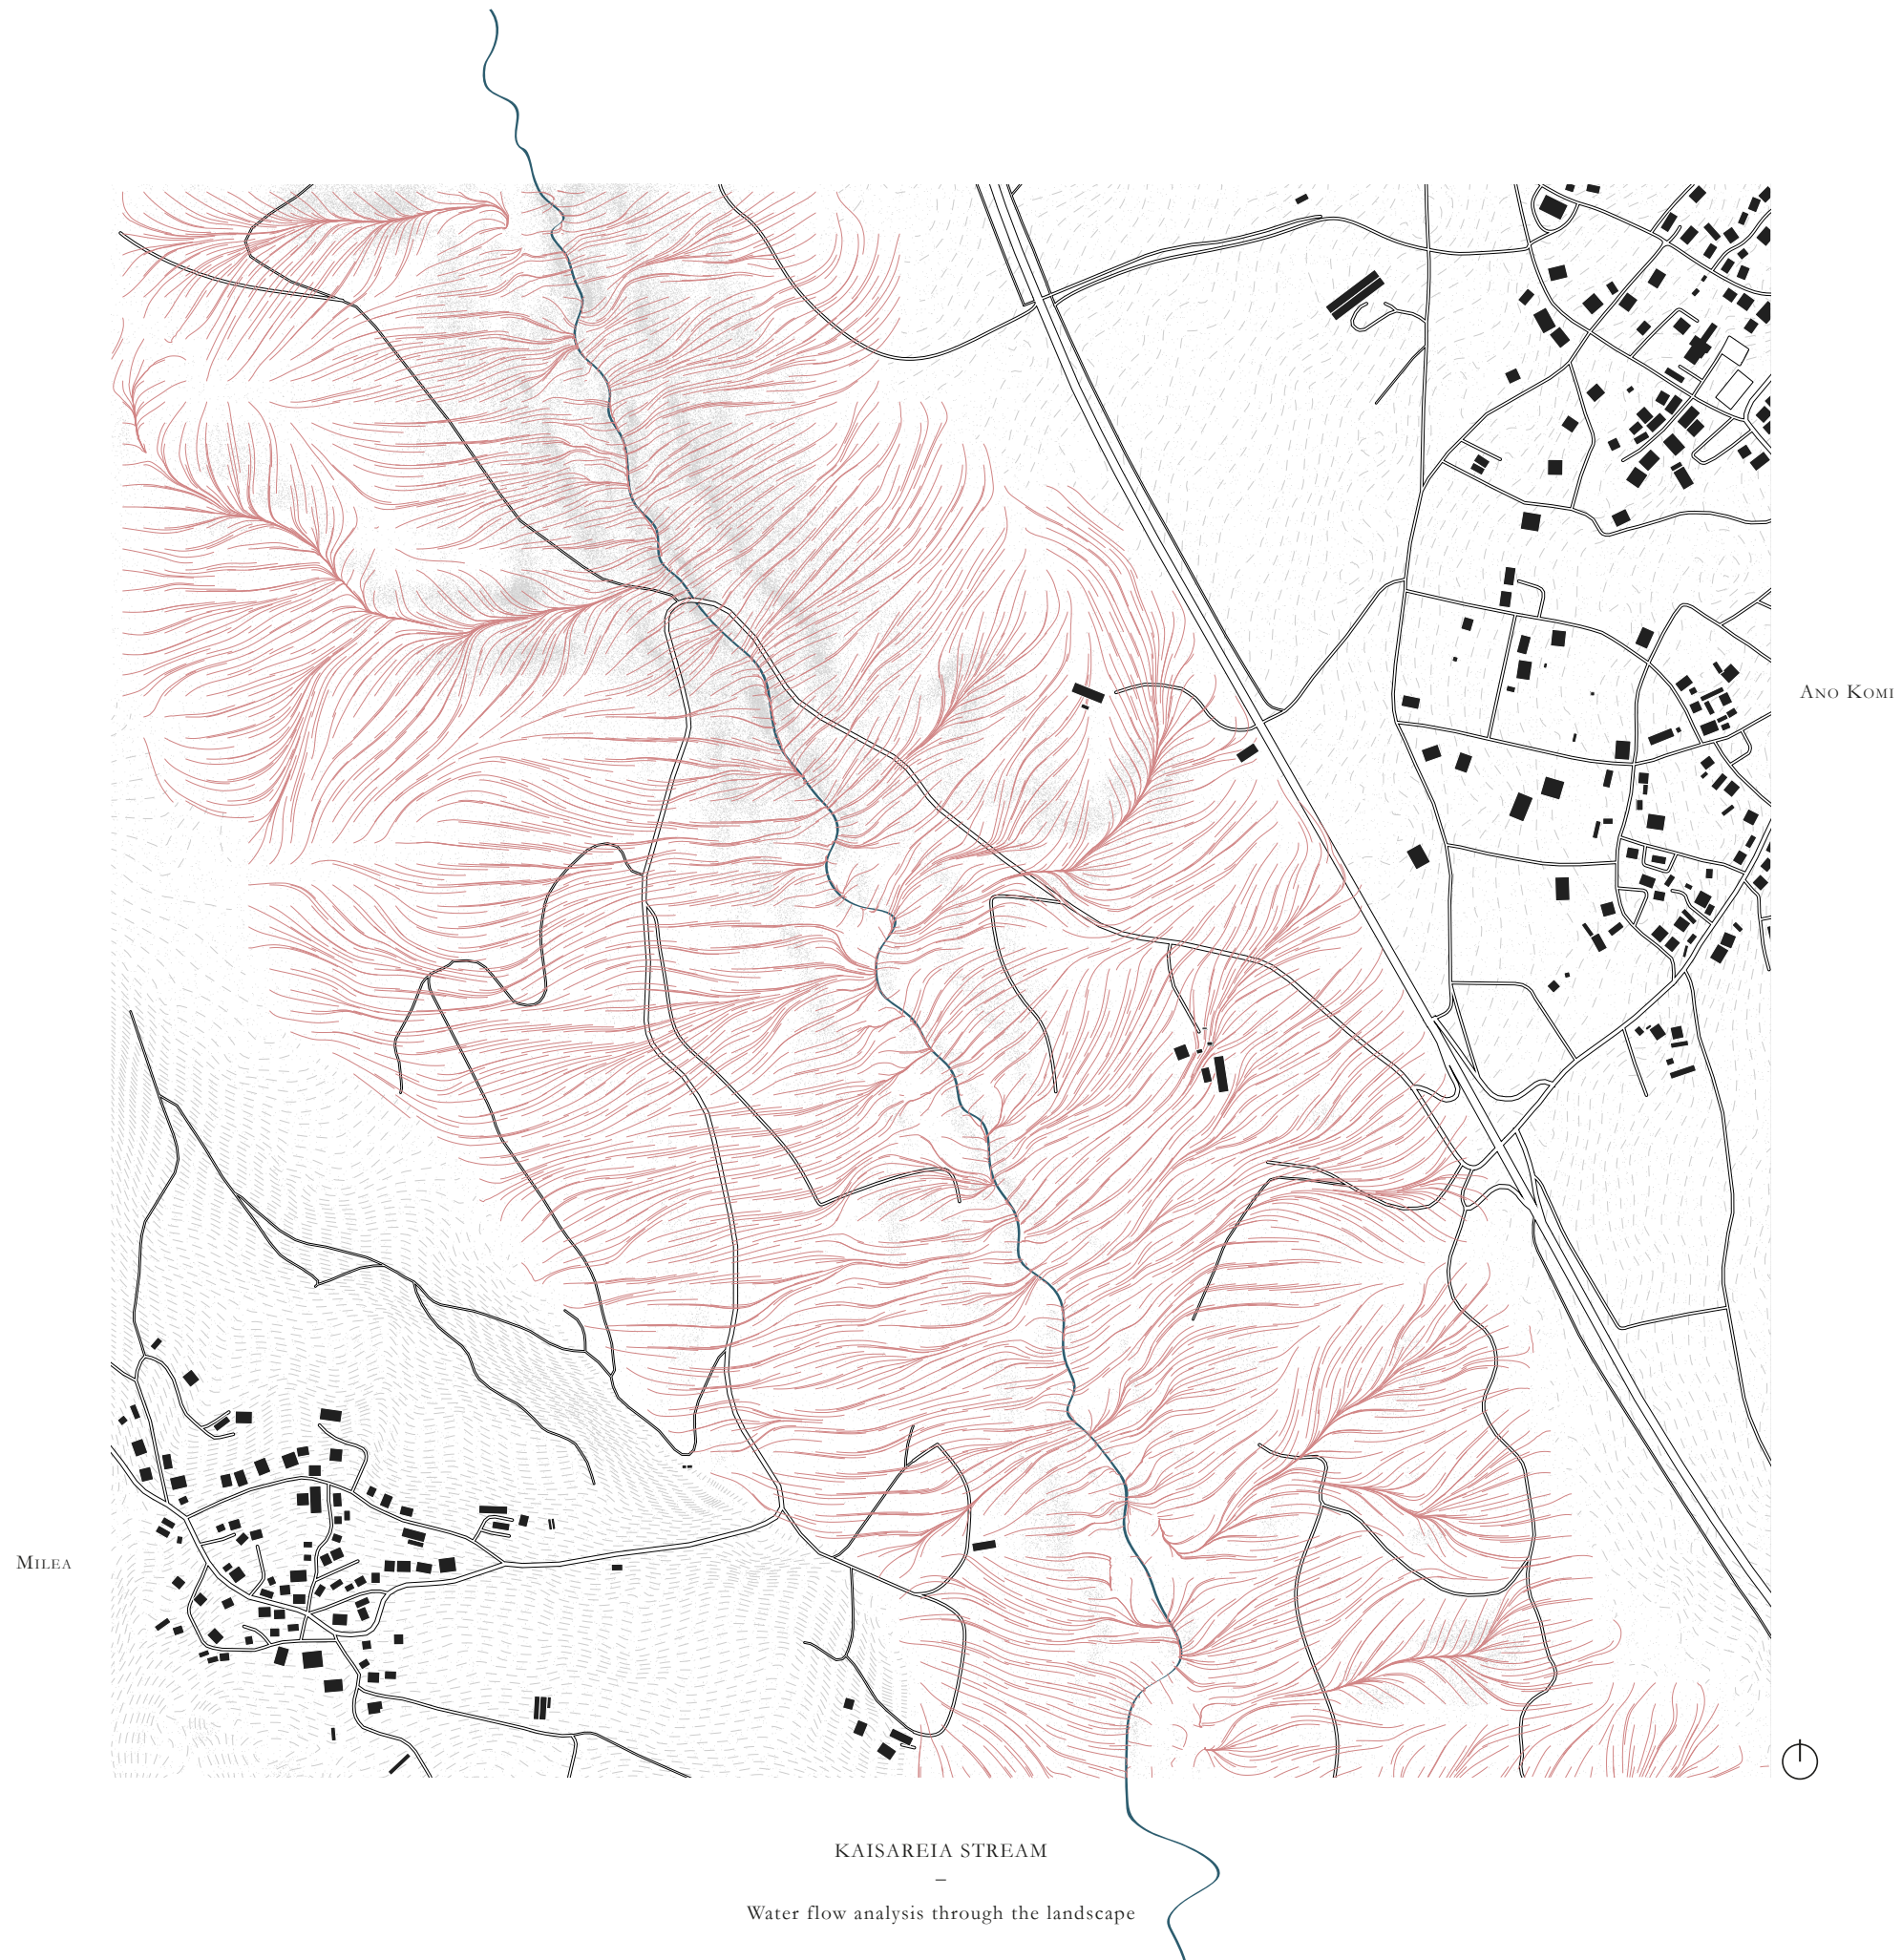 Ano Komi
Milea
KAISAREIA STREAM
–
Water flow analysis through the landscape